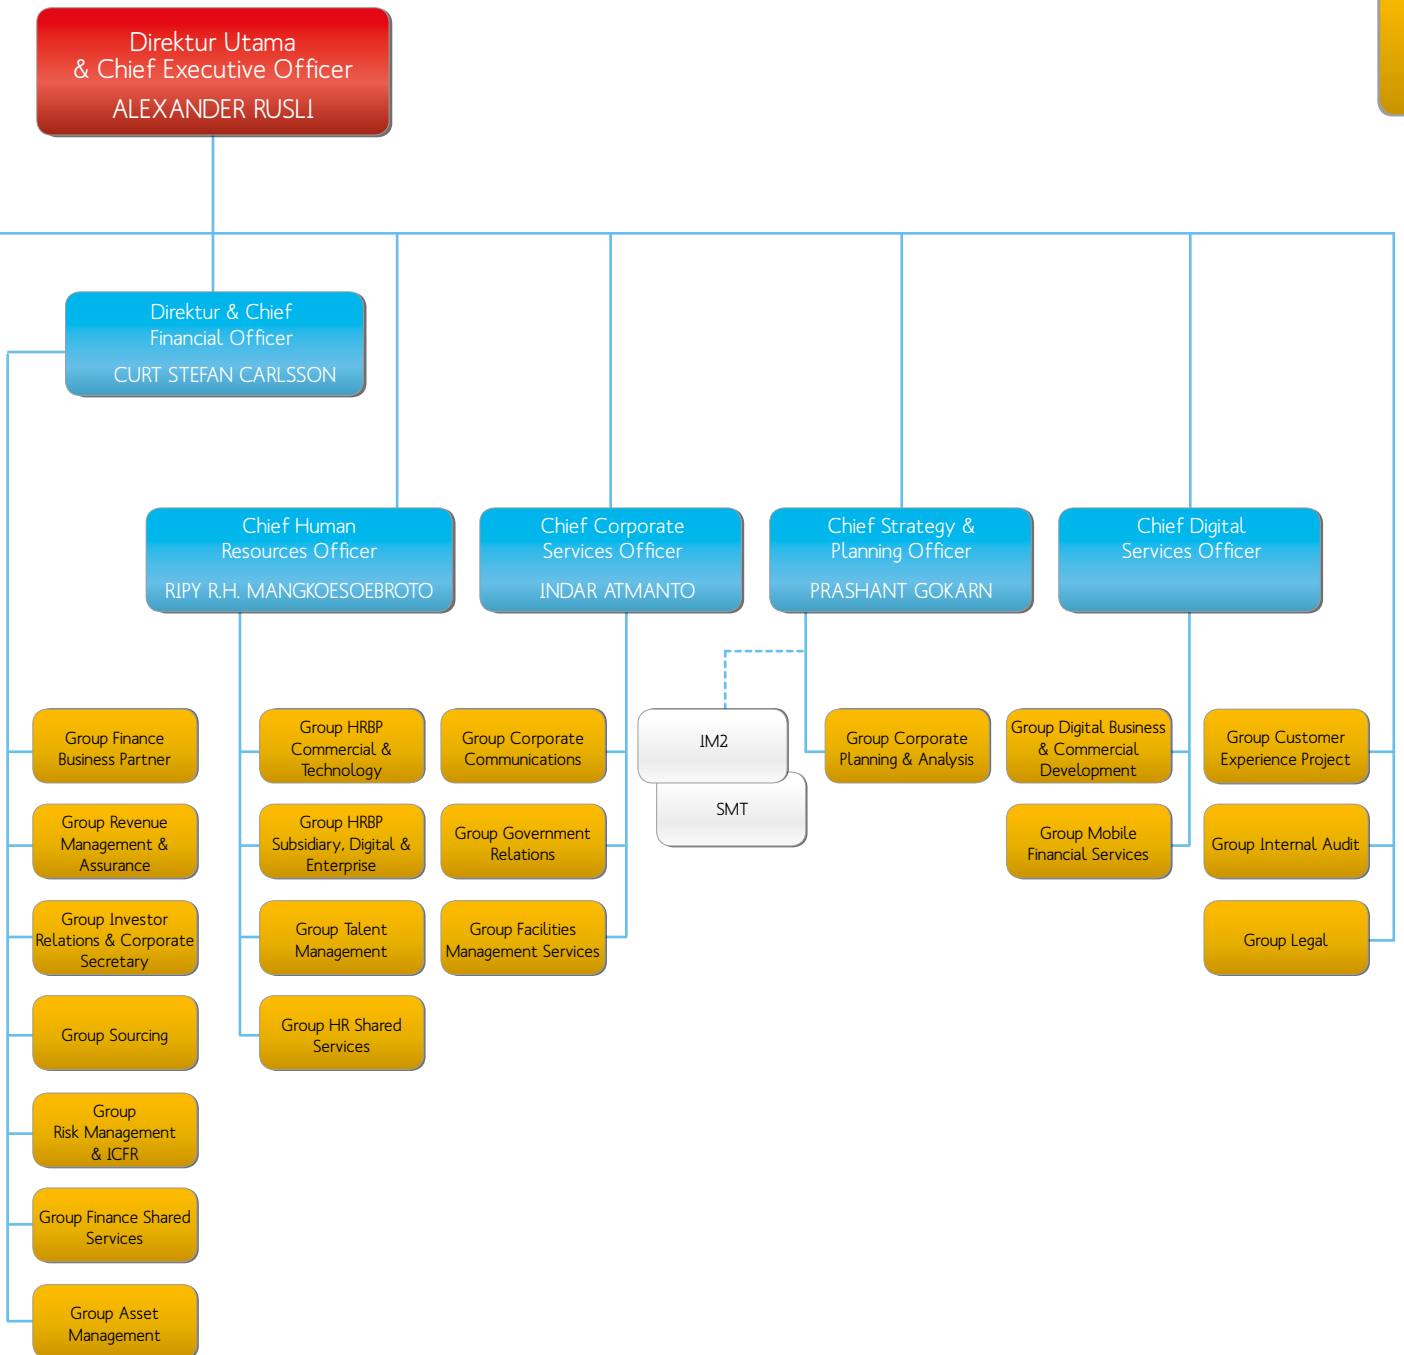 Direktur Utama
& Chief Executive Officer
ALEXANDER RUSLI
Direktur & Chief
Financial Officer
CURT STEFAN CARLSSON
Chief Human
Resources Officer
RIPY R.H. MANGKOESOEBROTO
Chief Corporate
Services Officer
INDAR ATMANTO
Chief Strategy &
Planning Officer
PRASHANT GOKARN
Chief Digital
Services Officer
Group Finance
Business Partner
Group Revenue
Management &
Assurance
Group Investor
Relations & Corporate
Secretary
Group Sourcing
Group
Risk Management
& ICFR
Group Finance Shared
Services
Group Asset
Management
Group HRBP
Commercial &
Technology
Group HRBP
Subsidiary, Digital &
Enterprise
Group Talent
Management
Group HR Shared
Services
Group Corporate
Communications
Group Government
Relations
Group Facilities
Management Services
IM2
SMT
Group Corporate
Planning & Analysis
Group Digital Business
& Commercial
Development
Group Mobile
Financial Services
Group Customer
Experience Project
Group Internal Audit
Group Legal